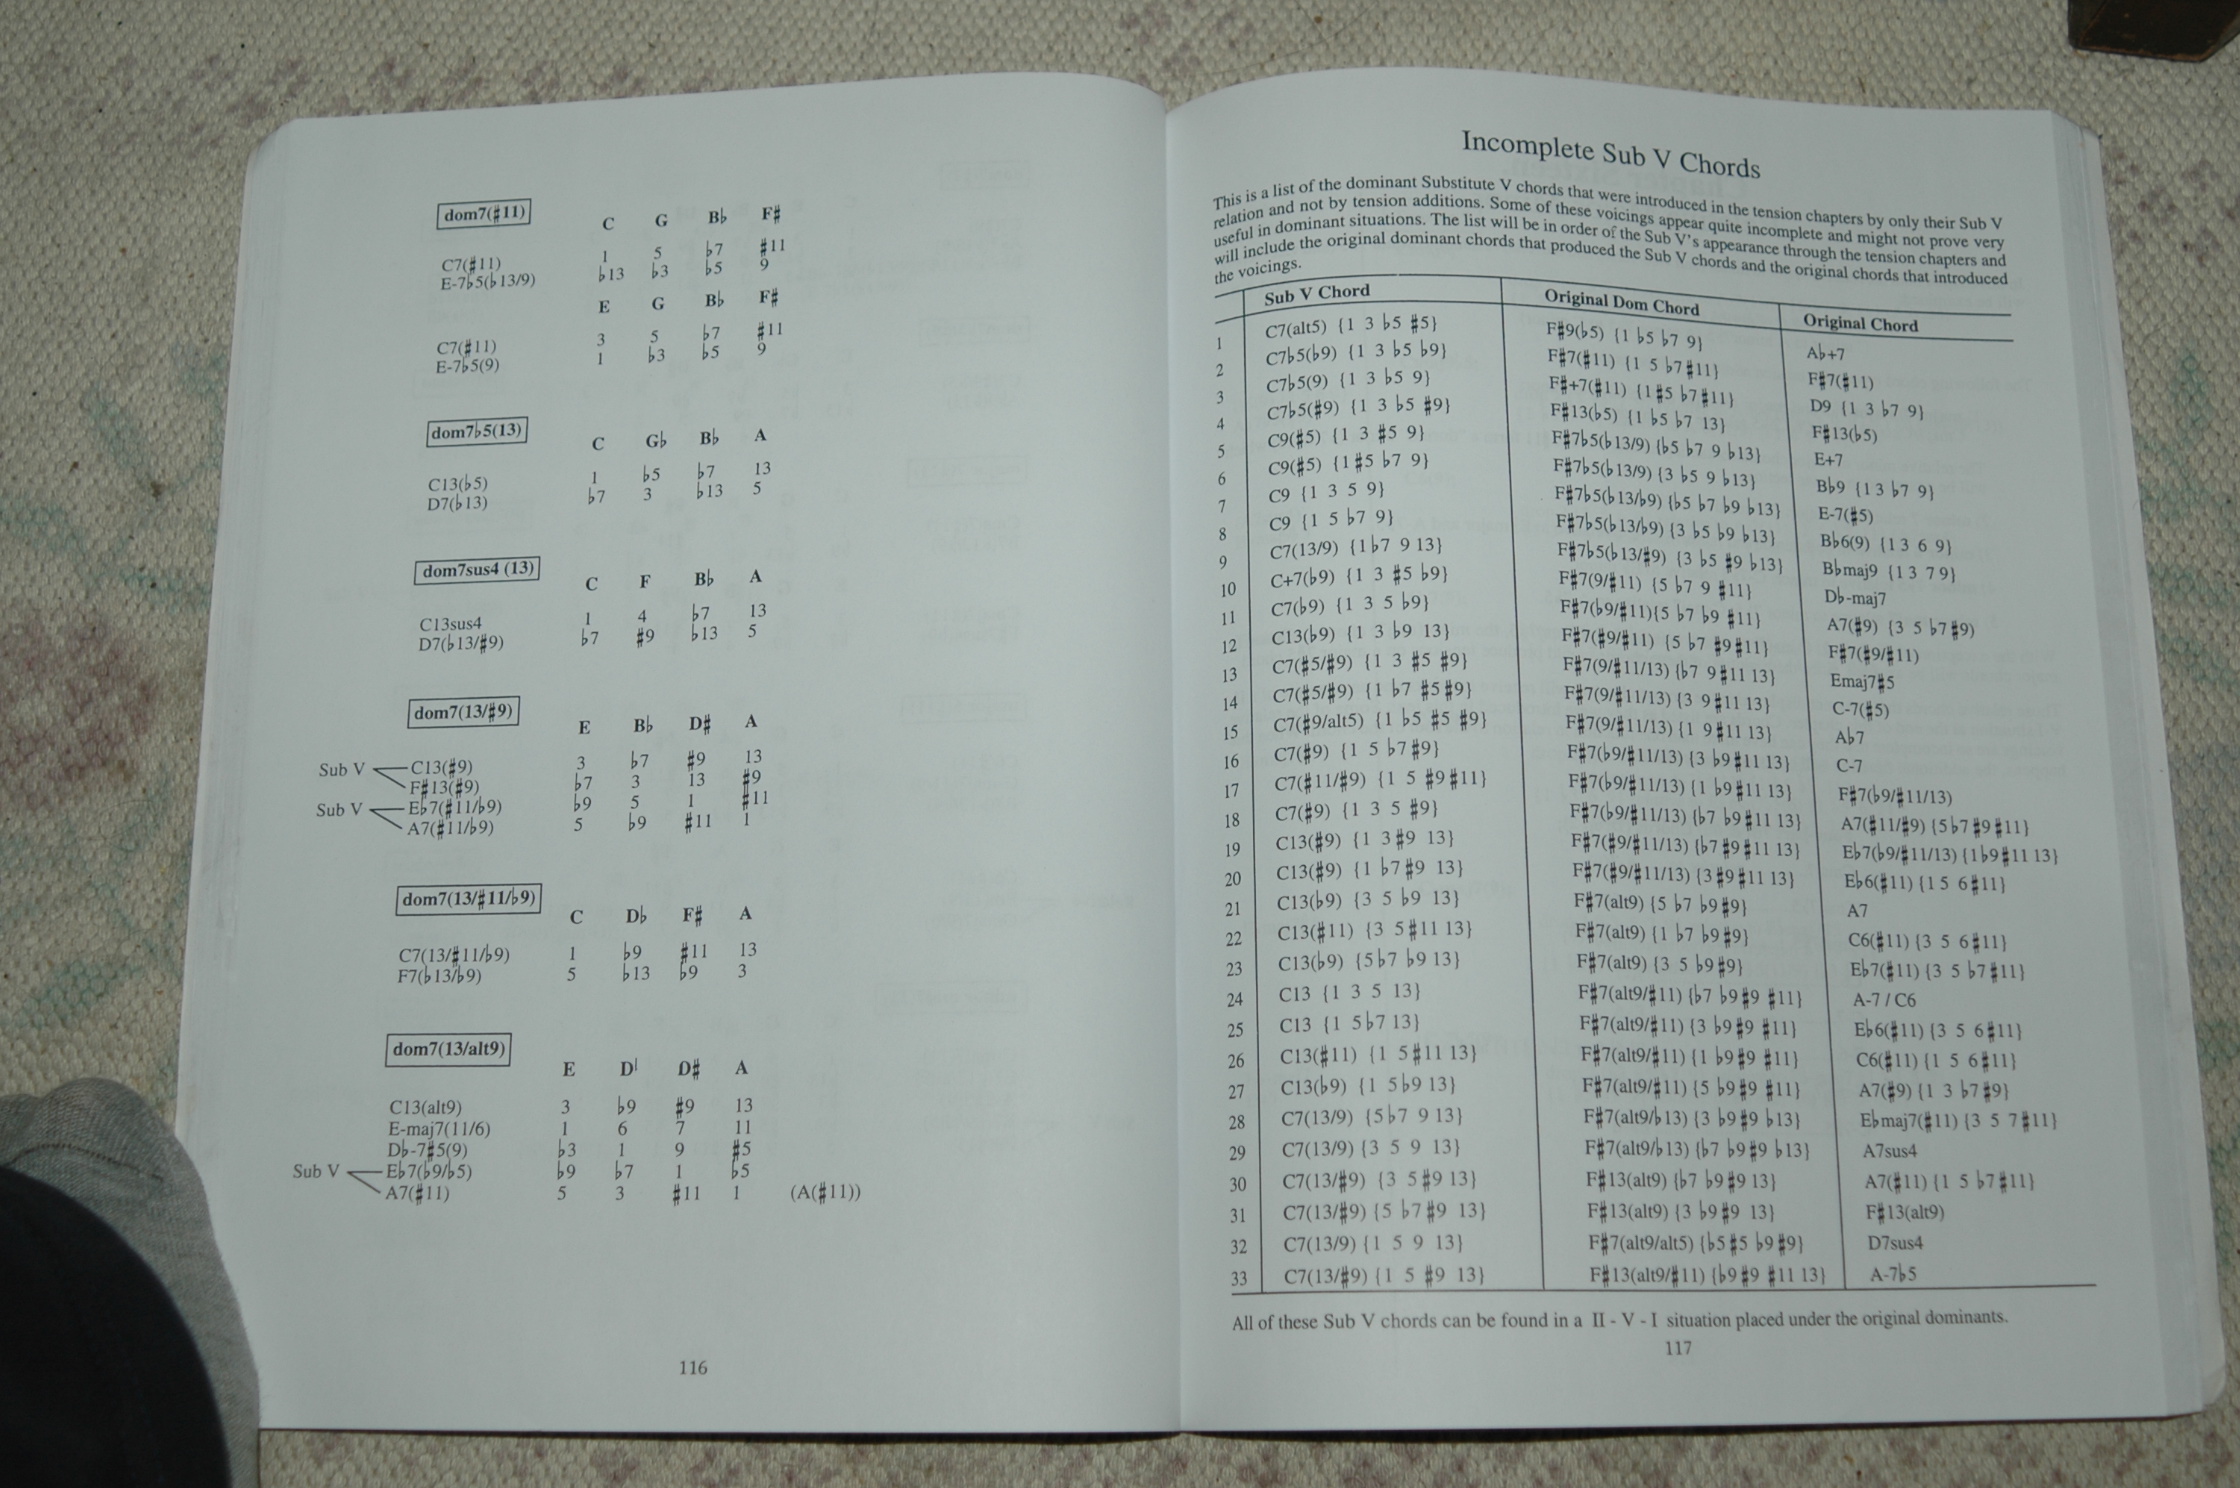 dom7(♯11)
C G B♭ F♯
C7(♯11) 1 5 ♭7 ♯11
E-7♭5(♭13/9) ♭13 ♭3 ♭5 9
E G B♭ F♯
C7(♯11) 3 5 ♭7 ♯11
E-7♭5(9) 1 ♭3 ♭5 9
dom7♭5(13)
C G♭ B♭ A
C13(♭5) 1 ♭5 ♭7 13
D7(♭13) ♭7 3 ♭13 5
dom7sus4 (13)
C F B♭ A
C13sus4 1 4 ♭7 13
D7(♭13/♯9) ♭7 ♯9 ♭13 5
dom7(13/♯9)
E B♭ D♯ A
Sub V C13(♯9) 3 ♭7 ♯9 13
F♯13(♯9) ♭7 3 13 ♯9
Sub V E♭7(♯11/♭9) ♭9 5 1 ♯11
A7(♯11/♭9) 5 ♭9 ♯11 1
dom7(13/♯11/♭9)
C D♭ F♯ A
C7(13/♯11/♭9) 1 ♭9 ♯11 13
F7(♭13/♭9) 5 ♭13 ♭9 3
dom7(13/alt9)
E D♭ D♯ A
C13(alt9) 3 ♭9 ♯9 13
E-maj7(11/6) 1 6 7 11
D♭-7♯5(9) ♭3 1 9 ♯5
Sub V E♭7(♭9/♭5) ♭9 ♭7 1 ♭5
A7(♯11) 5 3 ♯11 1 (A(♯11))
116
Incomplete Sub V Chords
This is a list of the dominant Substitute V chords that were introduced in the tension chapters by only their Sub V
relation and not by tension additions. Some of these voicings appear quite incomplete and might not prove very
useful in dominant situations. The list will be in order of the Sub V's appearance through the tension chapters and
will include the original dominant chords that produced the Sub V chords and the original chords that introduced
the voicings.
Sub V Chord Original Dom Chord Original Chord
1 C7(alt5) {1 3 ♭5 ♯5} F♯9(♭5) {1 ♭5 ♭7 9} A♭+7
2 C7♭5(♭9) {1 3 ♭5 ♭9} F♯7(♯11) {1 5 ♭7♯11} F♯7(♯11)
3 C7♭5(9) {1 3 ♭5 9} F♯+7(♯11) {1♯5 ♭7♯11} D9 {1 3 ♭7 9}
4 C7♭5(♯9) {1 3 ♭5 ♯9} F♯13(♭5) {1 ♭5 ♭7 13} F♯13(♭5)
5 C9(♯5) {1 3 ♯5 9} F♯7♭5(♭13/9) {♭5 ♭7 9 ♭13} E+7
6 C9(♯5) {1♯5 ♭7 9} F♯7♭5(♭13/9) {3 ♭5 9 ♭13} B♭9 {1 3 ♭7 9}
7 C9 {1 3 5 9} F♯7♭5(♭13/♭9) {♭5 ♭7 ♭9 ♭13} E-7(♯5)
8 C9 {1 5 ♭7 9} F♯7♭5(♭13/♭9) {3 ♭5 ♭9 ♭13} B♭6(9) {1 3 6 9}
9 C7(13/9) {1♭7 9 13} F♯7♭5(♭13/♯9) {3 ♭5 ♯9 ♭13} B♭maj9 {1 3 7 9}
10 C+7(♭9) {1 3 ♯5 ♭9} F♯7(9/♯11) {5 ♭7 9 ♯11} D♭-maj7
11 C7(♭9) {1 3 5 ♭9} F♯7(♭9/♯11){5 ♭7 ♭9 ♯11} A7(♯9) {3 5 ♭7♯9)
12 C13(♭9) {1 3 ♭9 13} F♯7(♯9/♯11) {5 ♭7 ♯9♯11} F♯7(♯9/♯11)
13 C7(♯5/♯9) {1 3 ♯5 ♯9} F♯7(9/♯11/13) {♭7 9♯11 13} Emaj7♯5
14 C7(♯5/♯9) {1 ♭7 ♯5♯9} F♯7(9/♯11/13) {3 9♯11 13} C-7(♯5)
15 C7(♯9/alt5) {1 ♭5 ♯5 ♯9} F♯7(9/♯11/13) {1 9♯11 13} A♭7
16 C7(♯9) {1 5 ♭7♯9} F♯7(♭9/♯11/13) {3 ♭9♯11 13} C-7
17 C7(♯11/♯9) {1 5 ♯9♯11} F♯7(♭9/♯11/13) {1 ♭9♯11 13} F♯7(♭9/♯11/13)
18 C7(♯9) {1 3 5 ♯9} F♯7(♭9/♯11/13) {♭7 ♭9♯11 13} A7(♯11/♯9) {5♭7♯9♯11}
19 C13(♯9) {1 3♯9 13} F♯7(♯9/♯11/13) {♭7♯9♯11 13} E♭7(♭9/♯11/13) {1♭9♯11 13}
20 C13(♯9) {1 ♭7♯9 13} F♯7(♯9/♯11/13) {3♯9♯11 13} E♭6(♯11) {1 5 6♯11}
21 C13(♭9) {3 5 ♭9 13} F♯7(alt9) {5 ♭7 ♭9♯9} A7
22 C13(♯11) {3 5♯11 13} F♯7(alt9) {1 ♭7 ♭9♯9} C6(♯11) {3 5 6♯11}
23 C13(♭9) {5♭7 ♭9 13} F♯7(alt9) {3 5 ♭9♯9} E♭7(♯11) {3 5 ♭7♯11}
24 C13 {1 3 5 13} F♯7(alt9/♯11) {♭7 ♭9♯9 ♯11} A-7 / C6
25 C13 {1 5♭7 13} F♯7(alt9/♯11) {3 ♭9♯9 ♯11} E♭6(♯11) {3 5 6♯11}
26 C13(♯11) {1 5♯11 13} F♯7(alt9/♯11) {1 ♭9♯9 ♯11} C6(♯11) {1 5 6♯11}
27 C13(♭9) {1 5♭9 13} F♯7(alt9/♯11) {5 ♭9♯9 ♯11} A7(♯9) {1 3 ♭7♯9}
28 C7(13/9) {5♭7 9 13} F♯7(alt9/♭13) {3 ♭9♯9 ♭13} E♭maj7(♯11) {3 5 7♯11}
29 C7(13/9) {3 5 9 13} F♯7(alt9/♭13) {♭7 ♭9♯9 ♭13} A7sus4
30 C7(13/♯9) {3 5♯9 13} F♯13(alt9) {♭7 ♭9♯9 13} A7(♯11) {1 5 ♭7♯11}
31 C7(13/♯9) {5 ♭7♯9 13} F♯13(alt9) {3 ♭9♯9 13} F♯13(alt9)
32 C7(13/9) {1 5 9 13} F♯7(alt9/alt5) {♭5♯5 ♭9♯9} D7sus4
33 C7(13/♯9) {1 5 ♯9 13} F♯13(alt9/♯11) {♭9♯9 ♯11 13} A-7♭5
All of these Sub V chords can be found in a II - V - I situation placed under the original dominants.
117